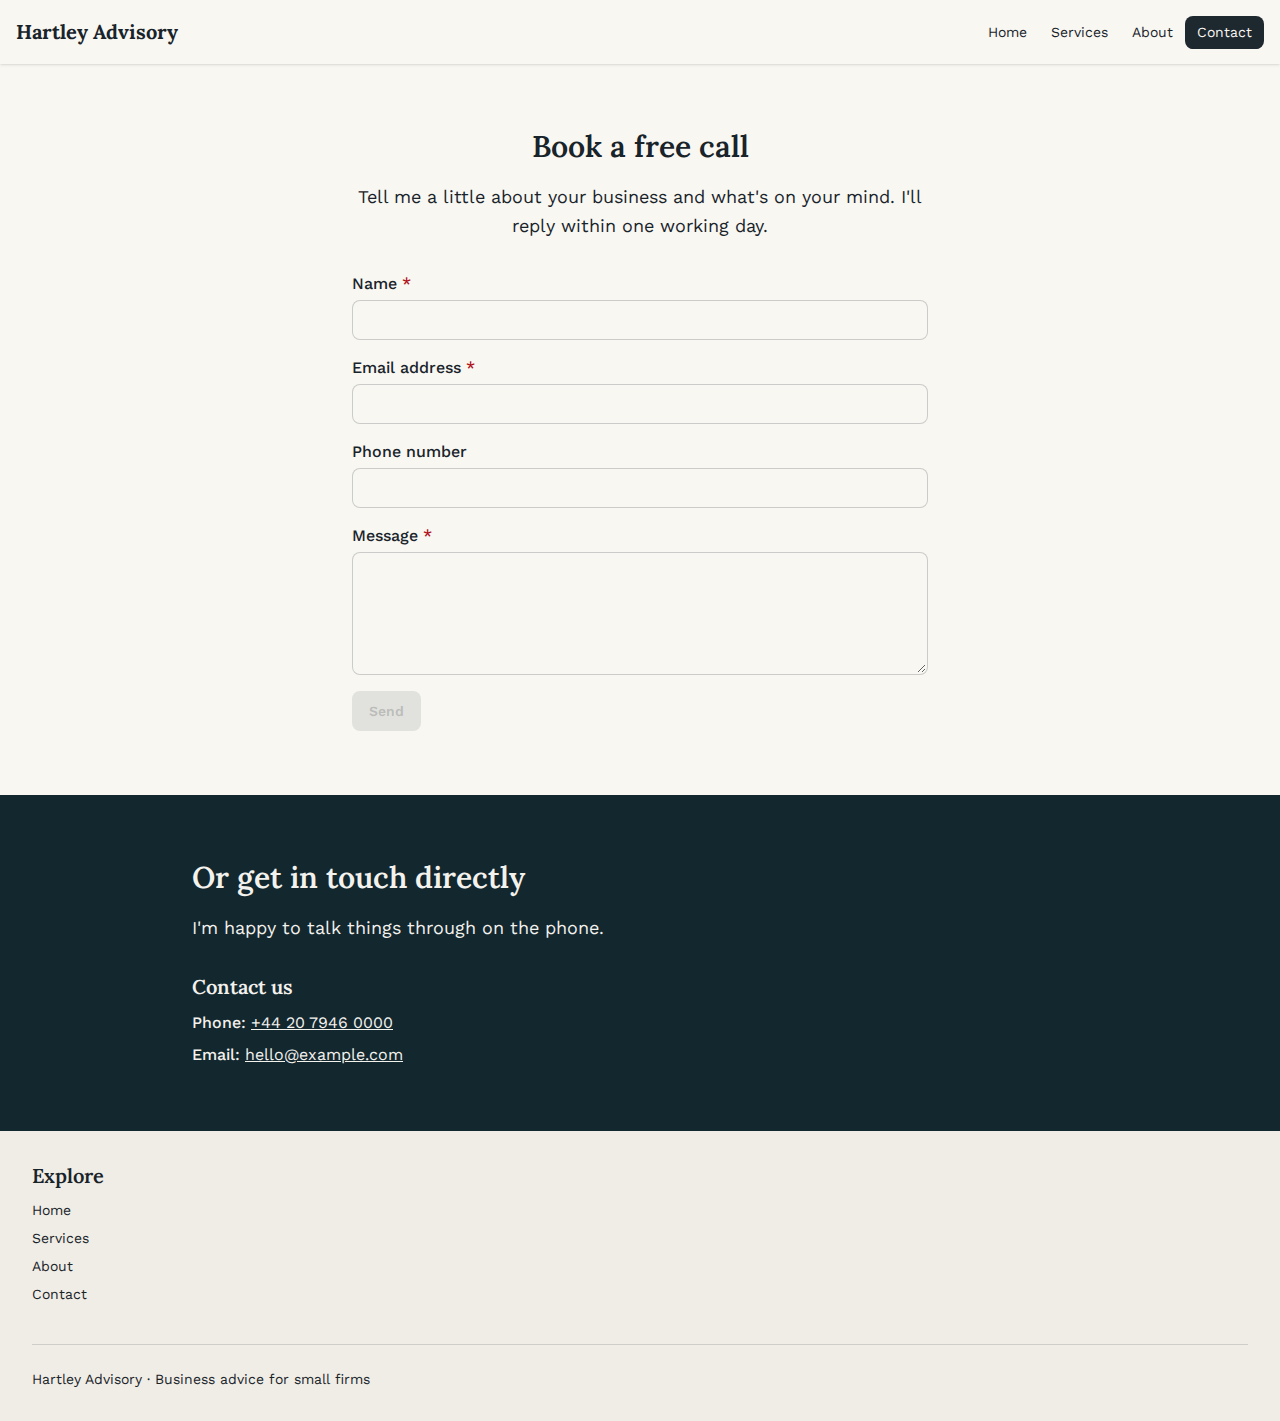 Hartley Advisory
Home
Services
About
Contact
Book a free call
Tell me a little about your business and what's on your mind. I'll
reply within one working day.
Name *
Email address *
Phone number
Message *
Send
Or get in touch directly
I'm happy to talk things through on the phone.
Contact us
Phone: +44 20 7946 0000
Email: hello@example.com
Explore
Home
Services
About
Contact
Hartley Advisory · Business advice for small firms